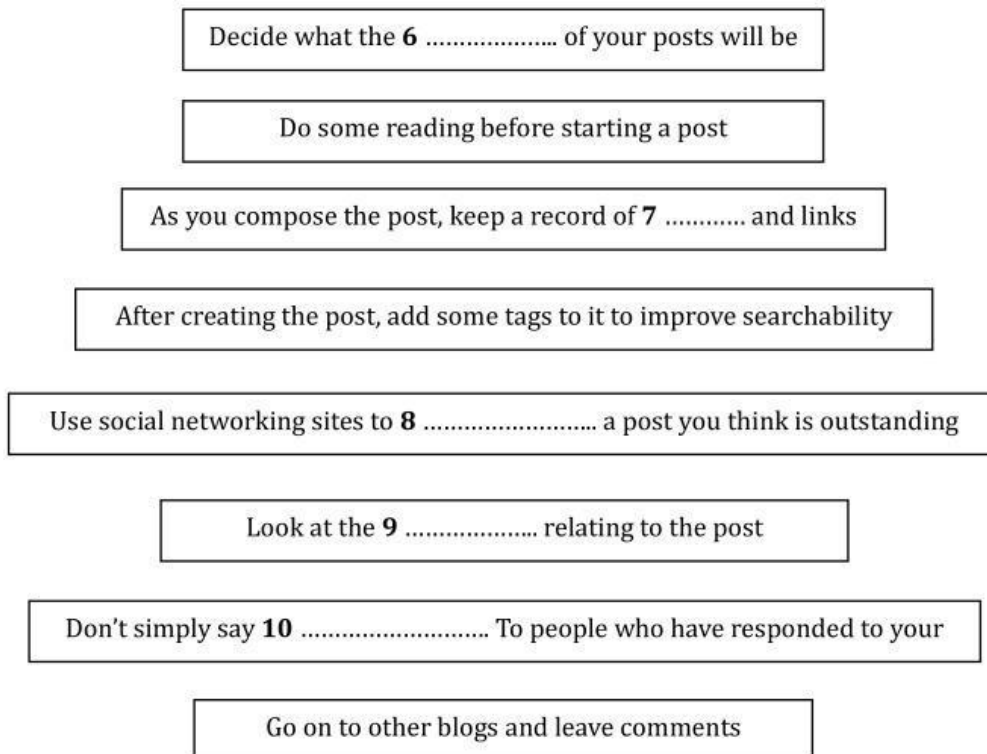 Decide what the 6 ……………….. of your posts will be
Do some reading before starting a post
As you compose the post, keep a record of 7 ………… and links
After creating the post, add some tags to it to improve searchability
Use social networking sites to 8 …………………….. a post you think is outstanding
Look at the 9 ……………….. relating to the post
Don’t simply say 10 ………………………. To people who have responded to your
Go on to other blogs and leave comments